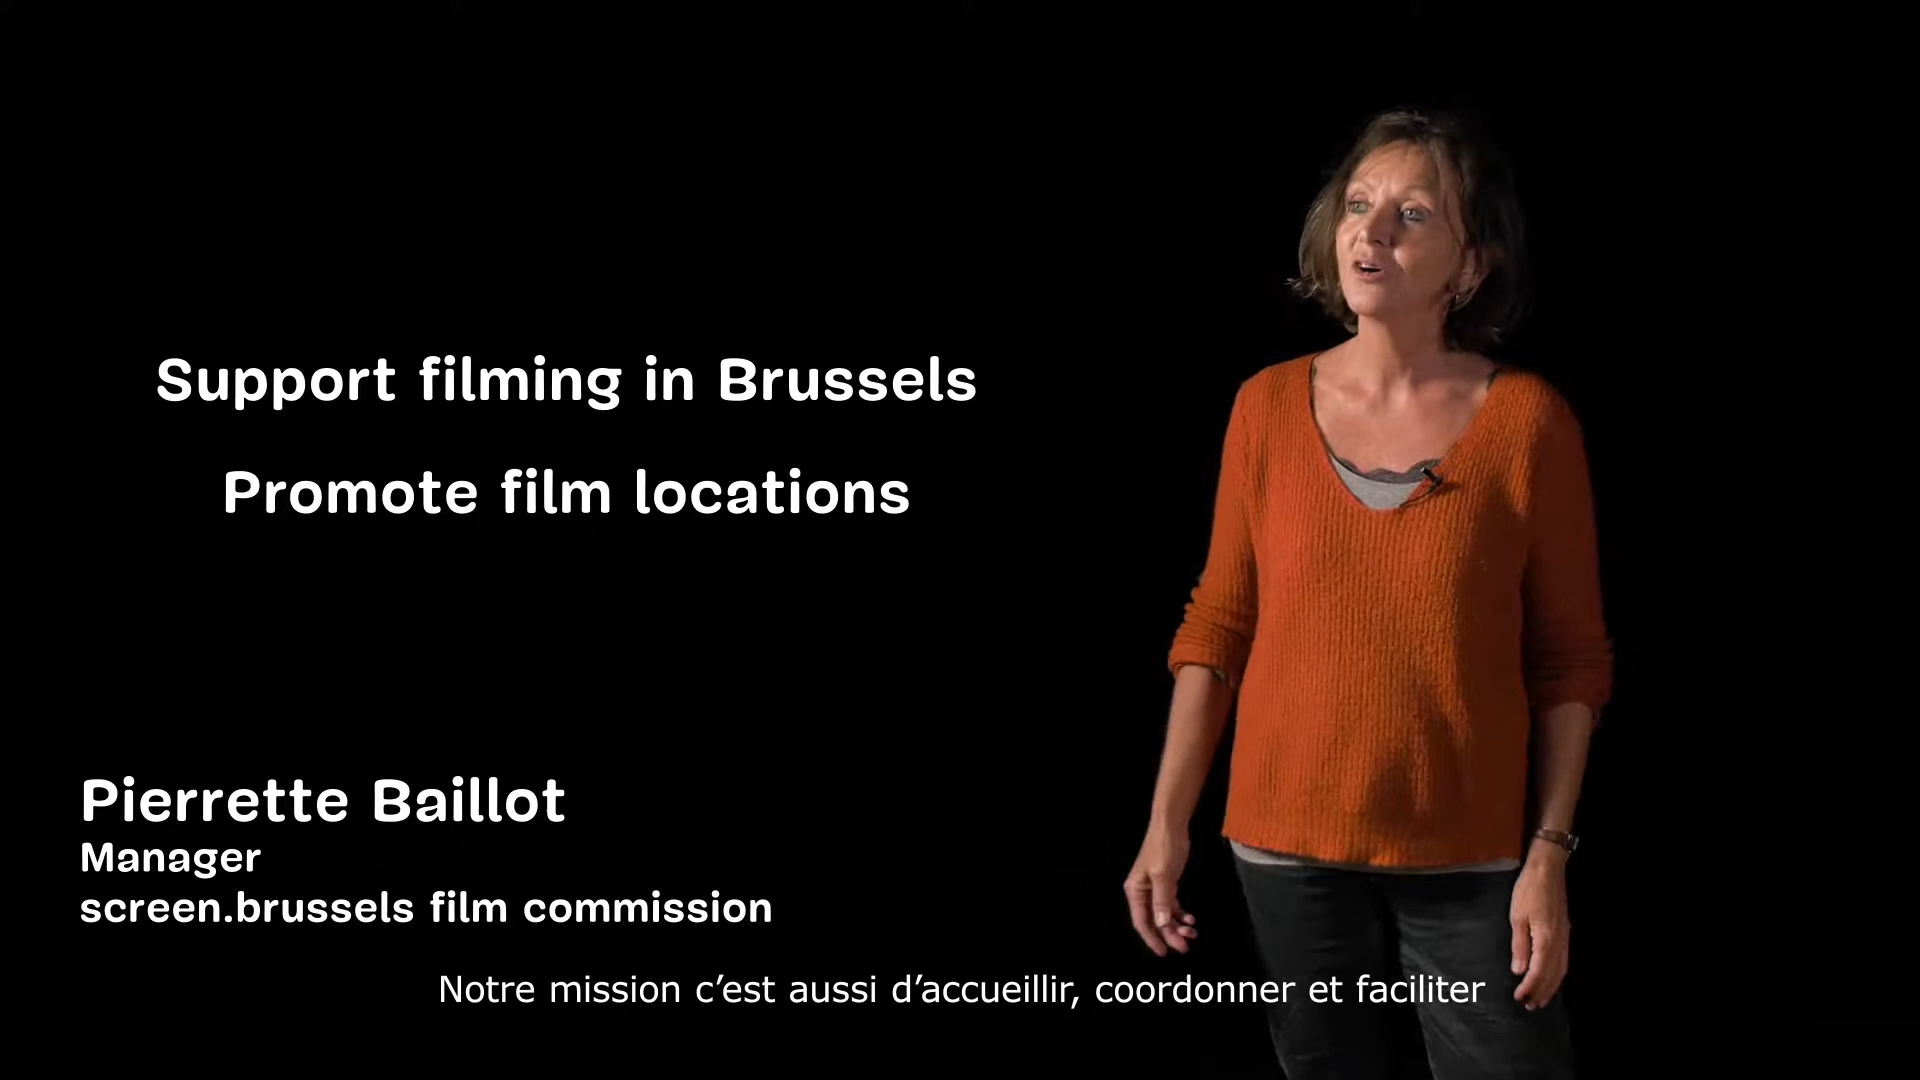 Support filming in Brussels
Promote film locations
Pierrette Baillot
Manager
screen.brussels film commission
Notre mission c’est aussi d’accueillir, coordonner et faciliter